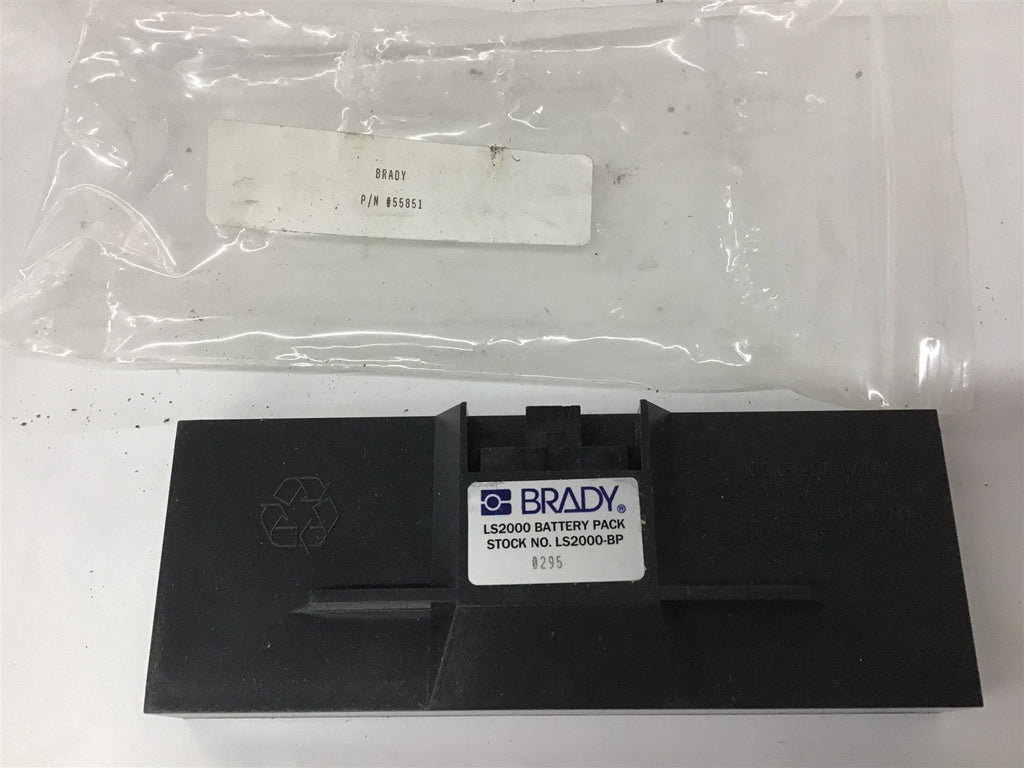 BRADY
P/N #55851
BRADY®
LS2000 BATTERY PACK
STOCK NO. LS2000-BP
0295